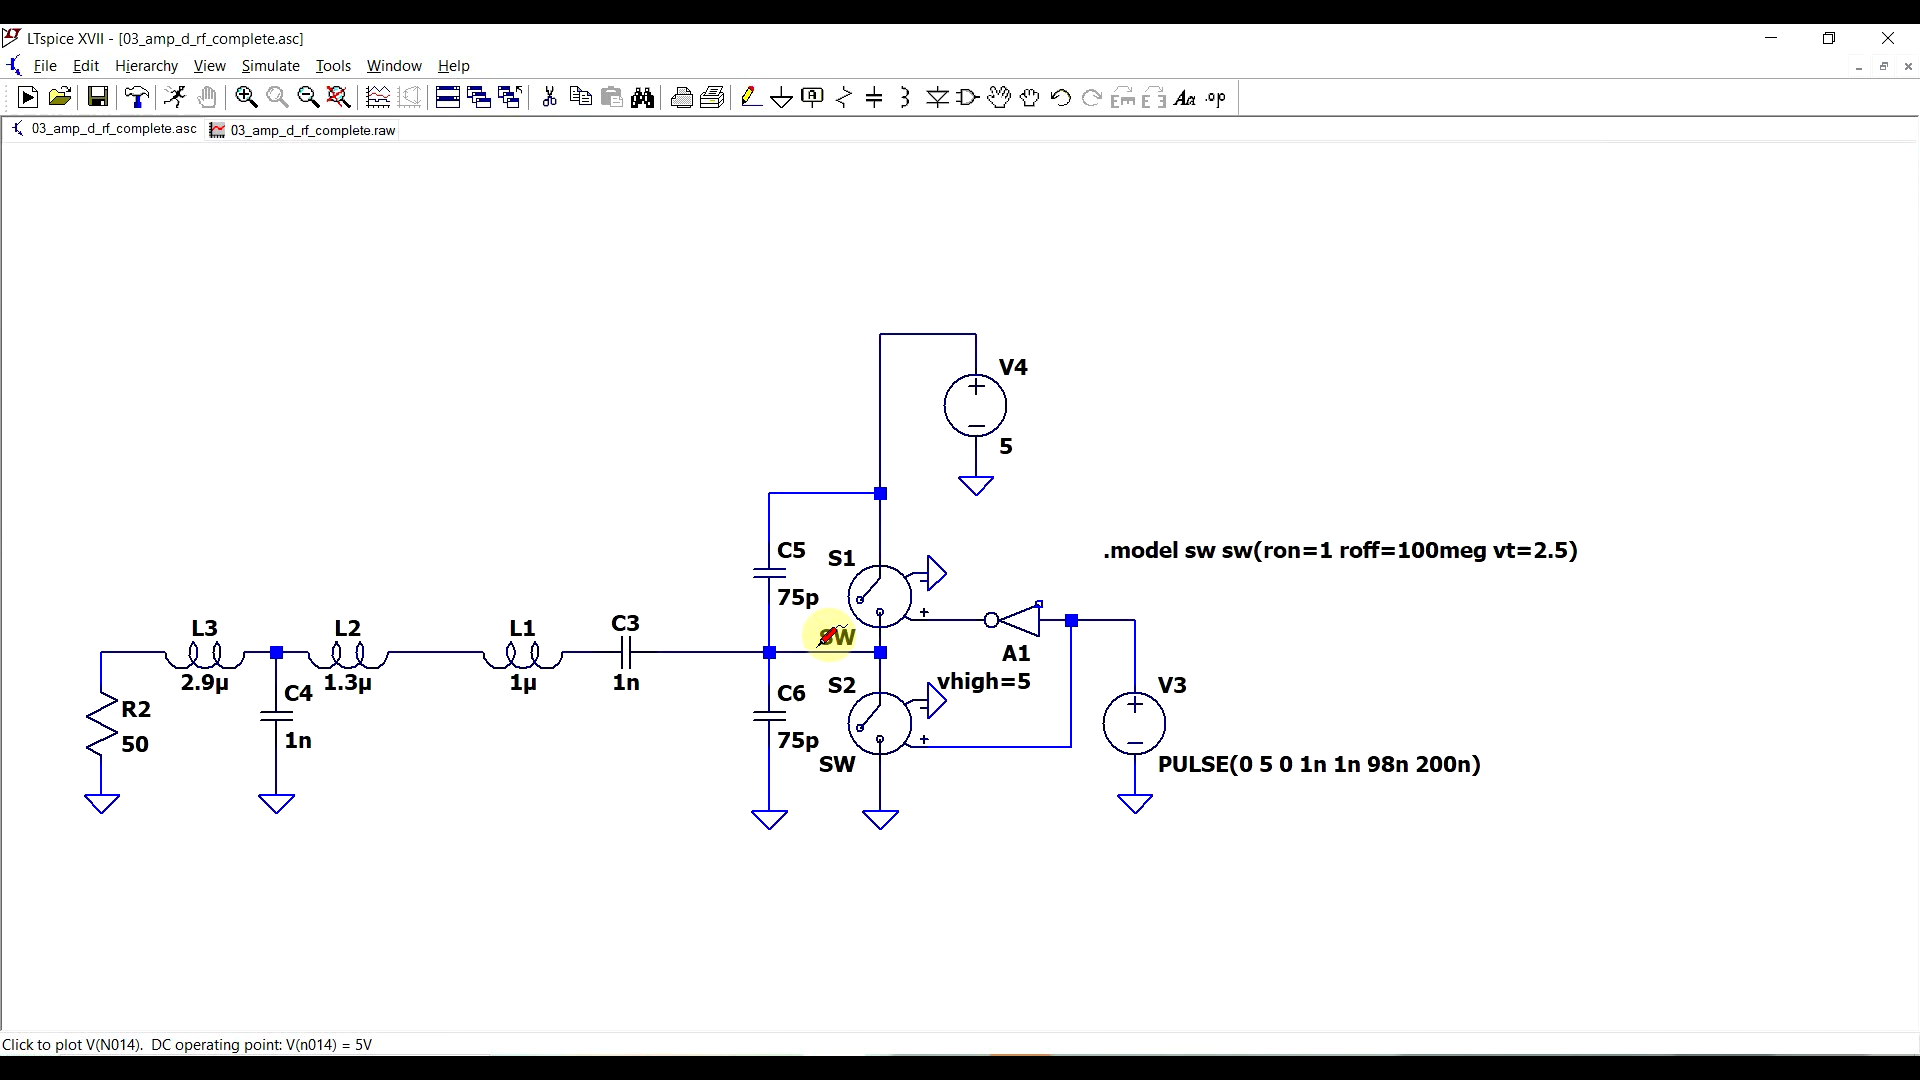 LTspice XVII - [03_amp_d_rf_complete.asc]
File Edit Hierarchy View Simulate Tools Window Help
03_amp_d_rf_complete.asc 03_amp_d_rf_complete.raw
V4
5
C5
75p
S1
SW
.model sw sw(ron=1 roff=100meg vt=2.5)
L3
2.9µ
L2
1.3µ
L1
1µ
C3
1n
A1
vhigh=5
R2
50
C4
1n
C6
75p
S2
SW
V3
PULSE(0 5 0 1n 1n 98n 200n)
Click to plot V(N014). DC operating point: V(n014) = 5V